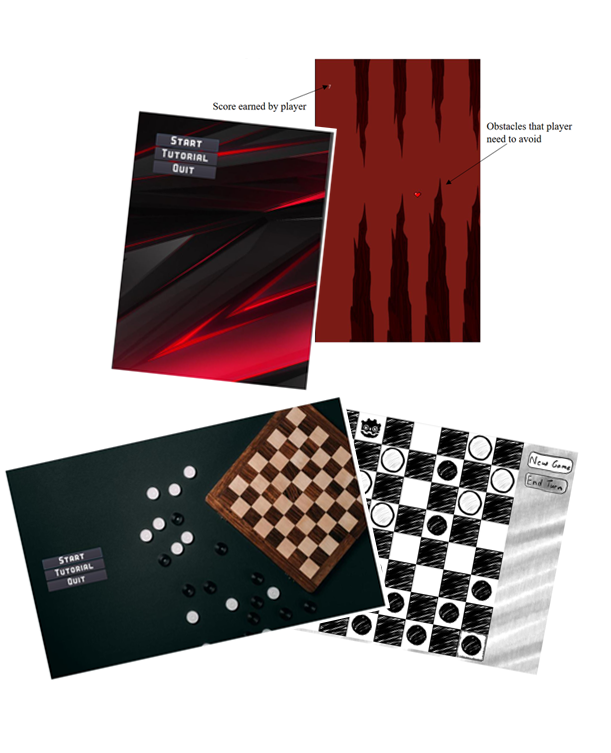 Score earned by player
Obstacles that player
need to avoid
START
TUTORIAL
QUIT
START
TUTORIAL
QUIT
New Game
End Turn